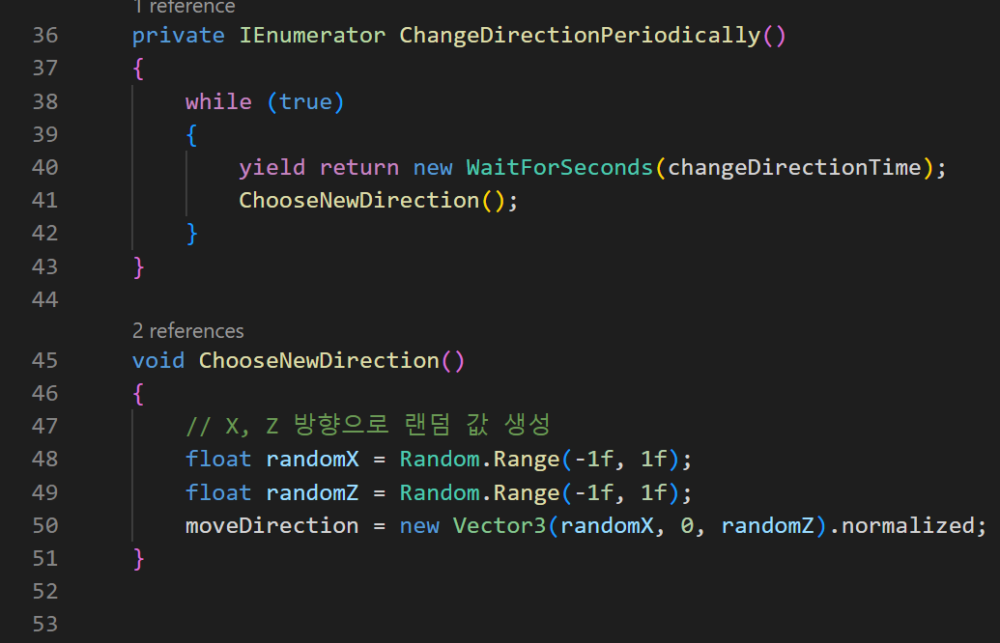 1 reference
36 private IEnumerator ChangeDirectionPeriodically()
37 {
38 while (true)
39 {
40 yield return new WaitForSeconds(changeDirectionTime);
41 ChooseNewDirection();
42 }
43 }
44
2 references
45 void ChooseNewDirection()
46 {
47 // X, Z 방향으로 랜덤 값 생성
48 float randomX = Random.Range(-1f, 1f);
49 float randomZ = Random.Range(-1f, 1f);
50 moveDirection = new Vector3(randomX, 0, randomZ).normalized;
51 }
52
53